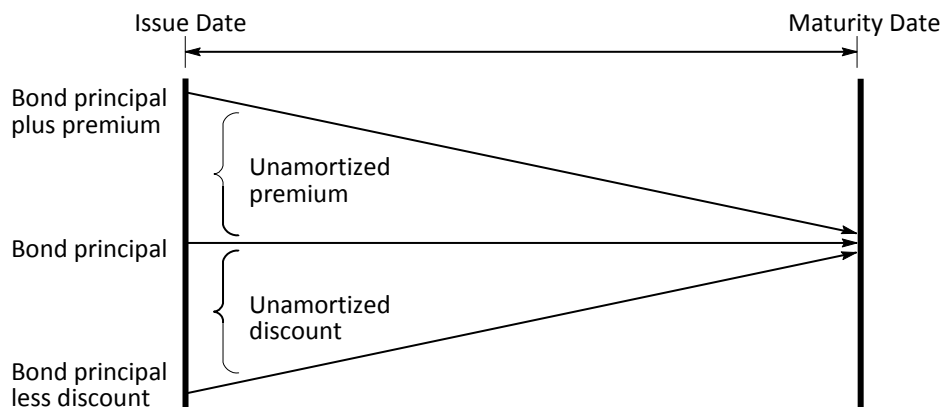 Issue Date
Maturity Date
Bond principal
plus premium
Unamortized
premium
Bond principal
Unamortized
discount
Bond principal
less discount